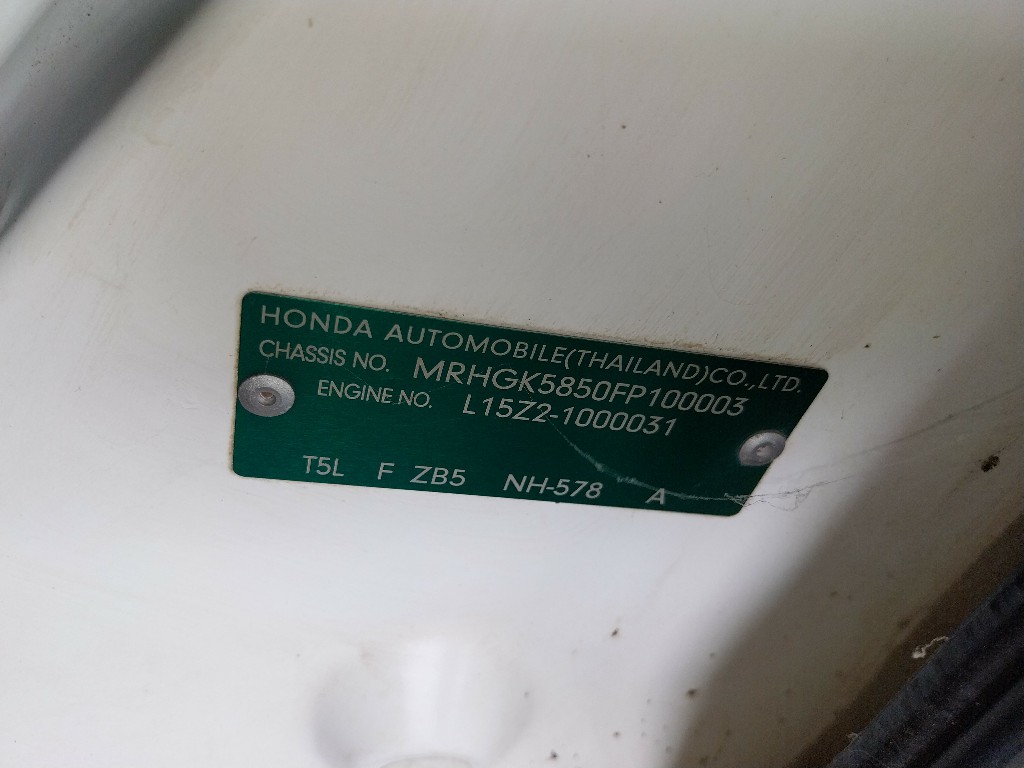 HONDA AUTOMOBILE(THAILAND)CO.,LTD.
CHASSIS NO. MRHGK5850FP100003
ENGINE NO. L15Z2-1000031
T5L F ZB5 NH-578 A